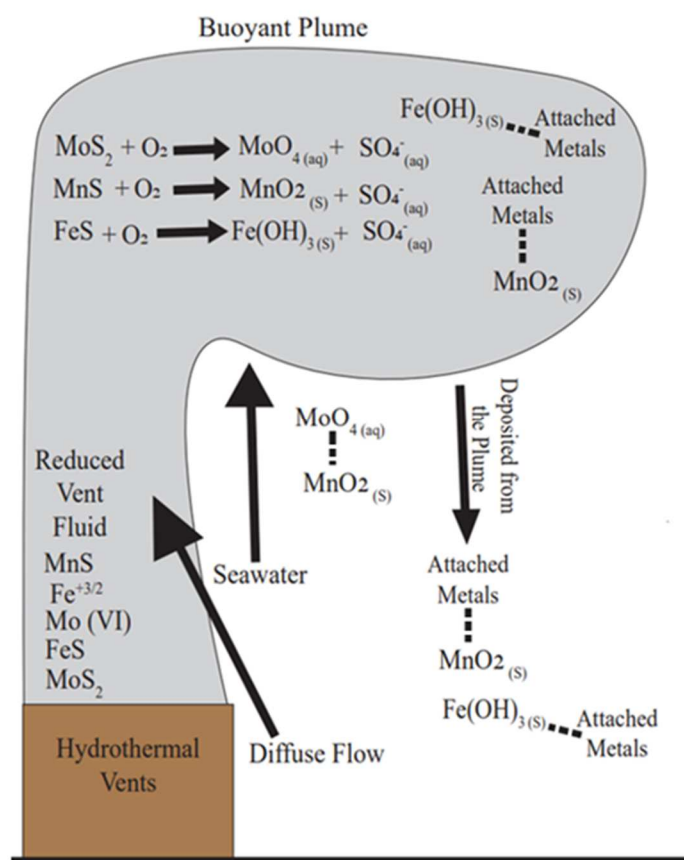 Buoyant Plume
MoS₂ + O₂ → MoO₄ (aq) + SO₄⁻ (aq)
MnS + O₂ → MnO₂ (S) + SO₄⁻ (aq)
FeS + O₂ → Fe(OH)₃ (S) + SO₄⁻ (aq)
Fe(OH)₃ (S)
Attached
Metals
Attached
Metals
MnO2 (S)
Reduced
Vent
Fluid
MnS
Fe⁺³/²
Mo (VI)
FeS
MoS₂
Hydrothermal
Vents
Seawater
Diffuse Flow
MoO₄ (aq)
MnO2 (S)
Deposited from
the Plume
Attached
Metals
MnO2 (S)
Fe(OH)₃ (S)
Attached
Metals